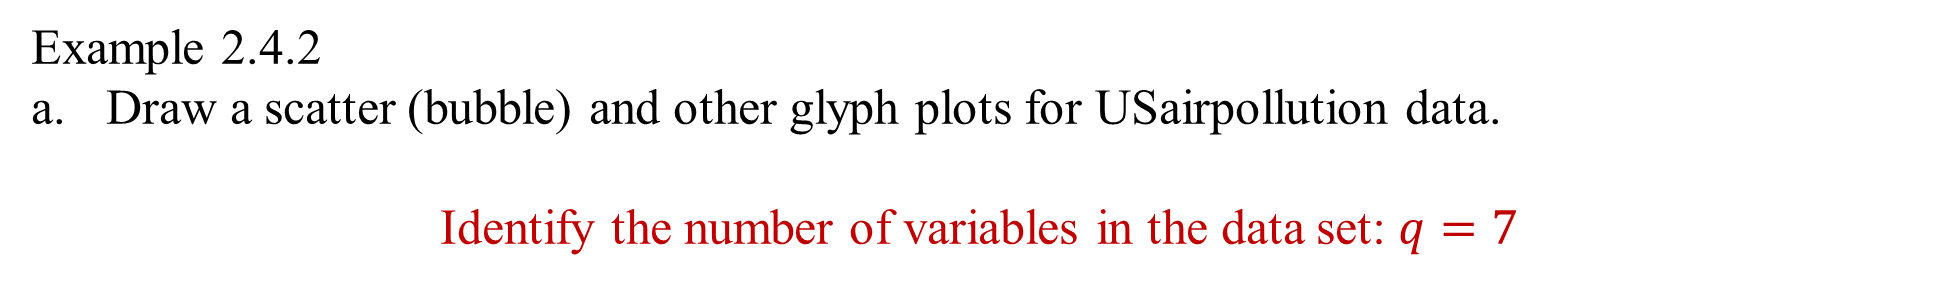 Example 2.4.2
a. Draw a scatter (bubble) and other glyph plots for USairpollution data.
Identify the number of variables in the data set: q = 7